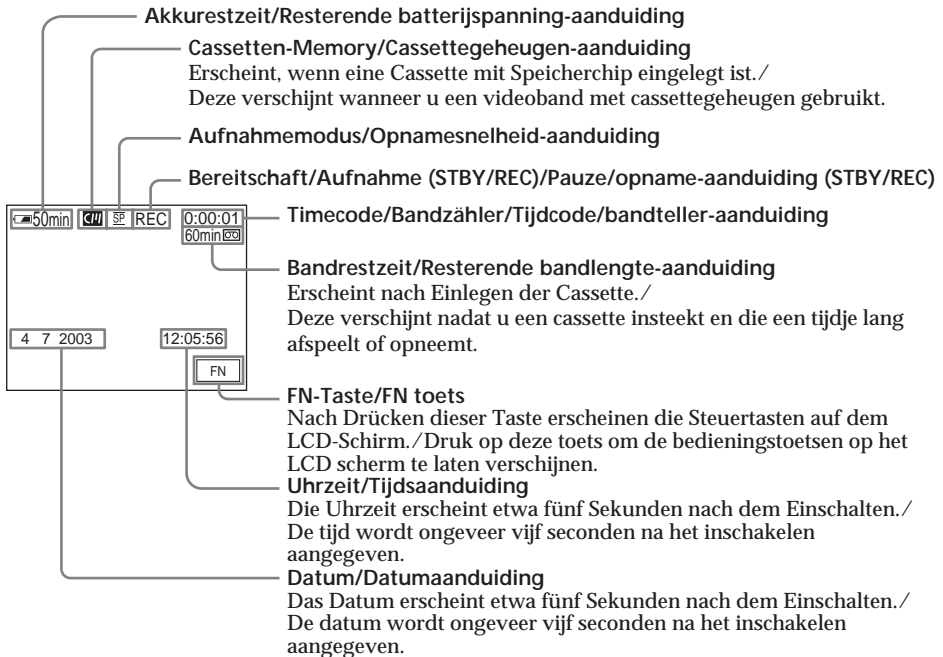 Akkurestzeit/Resterende batterijspanning-aanduiding
Cassetten-Memory/Cassettegeheugen-aanduiding
Erscheint, wenn eine Cassette mit Speicherchip eingelegt ist./
Deze verschijnt wanneer u een videoband met cassettegeheugen gebruikt.
Aufnahmemodus/Opnamesnelheid-aanduiding
Bereitschaft/Aufnahme (STBY/REC)/Pauze/opname-aanduiding (STBY/REC)
50min SP REC 0:00:01
Timecode/Bandzähler/Tijdcode/bandteller-aanduiding
60min
Bandrestzeit/Resterende bandlengte-aanduiding
Erscheint nach Einlegen der Cassette./
Deze verschijnt nadat u een cassette insteekt en die een tijdje lang
afspeelt of opneemt.
4 7 2003 12:05:56
FN
FN-Taste/FN toets
Nach Drücken dieser Taste erscheinen die Steuertasten auf dem
LCD-Schirm./Druk op deze toets om de bedieningstoetsen op het
LCD scherm te laten verschijnen.
Uhrzeit/Tijdsaanduiding
Die Uhrzeit erscheint etwa fünf Sekunden nach dem Einschalten./
De tijd wordt ongeveer vijf seconden na het inschakelen
aangegeven.
Datum/Datumaanduiding
Das Datum erscheint etwa fünf Sekunden nach dem Einschalten./
De datum wordt ongeveer vijf seconden na het inschakelen
aangegeven.